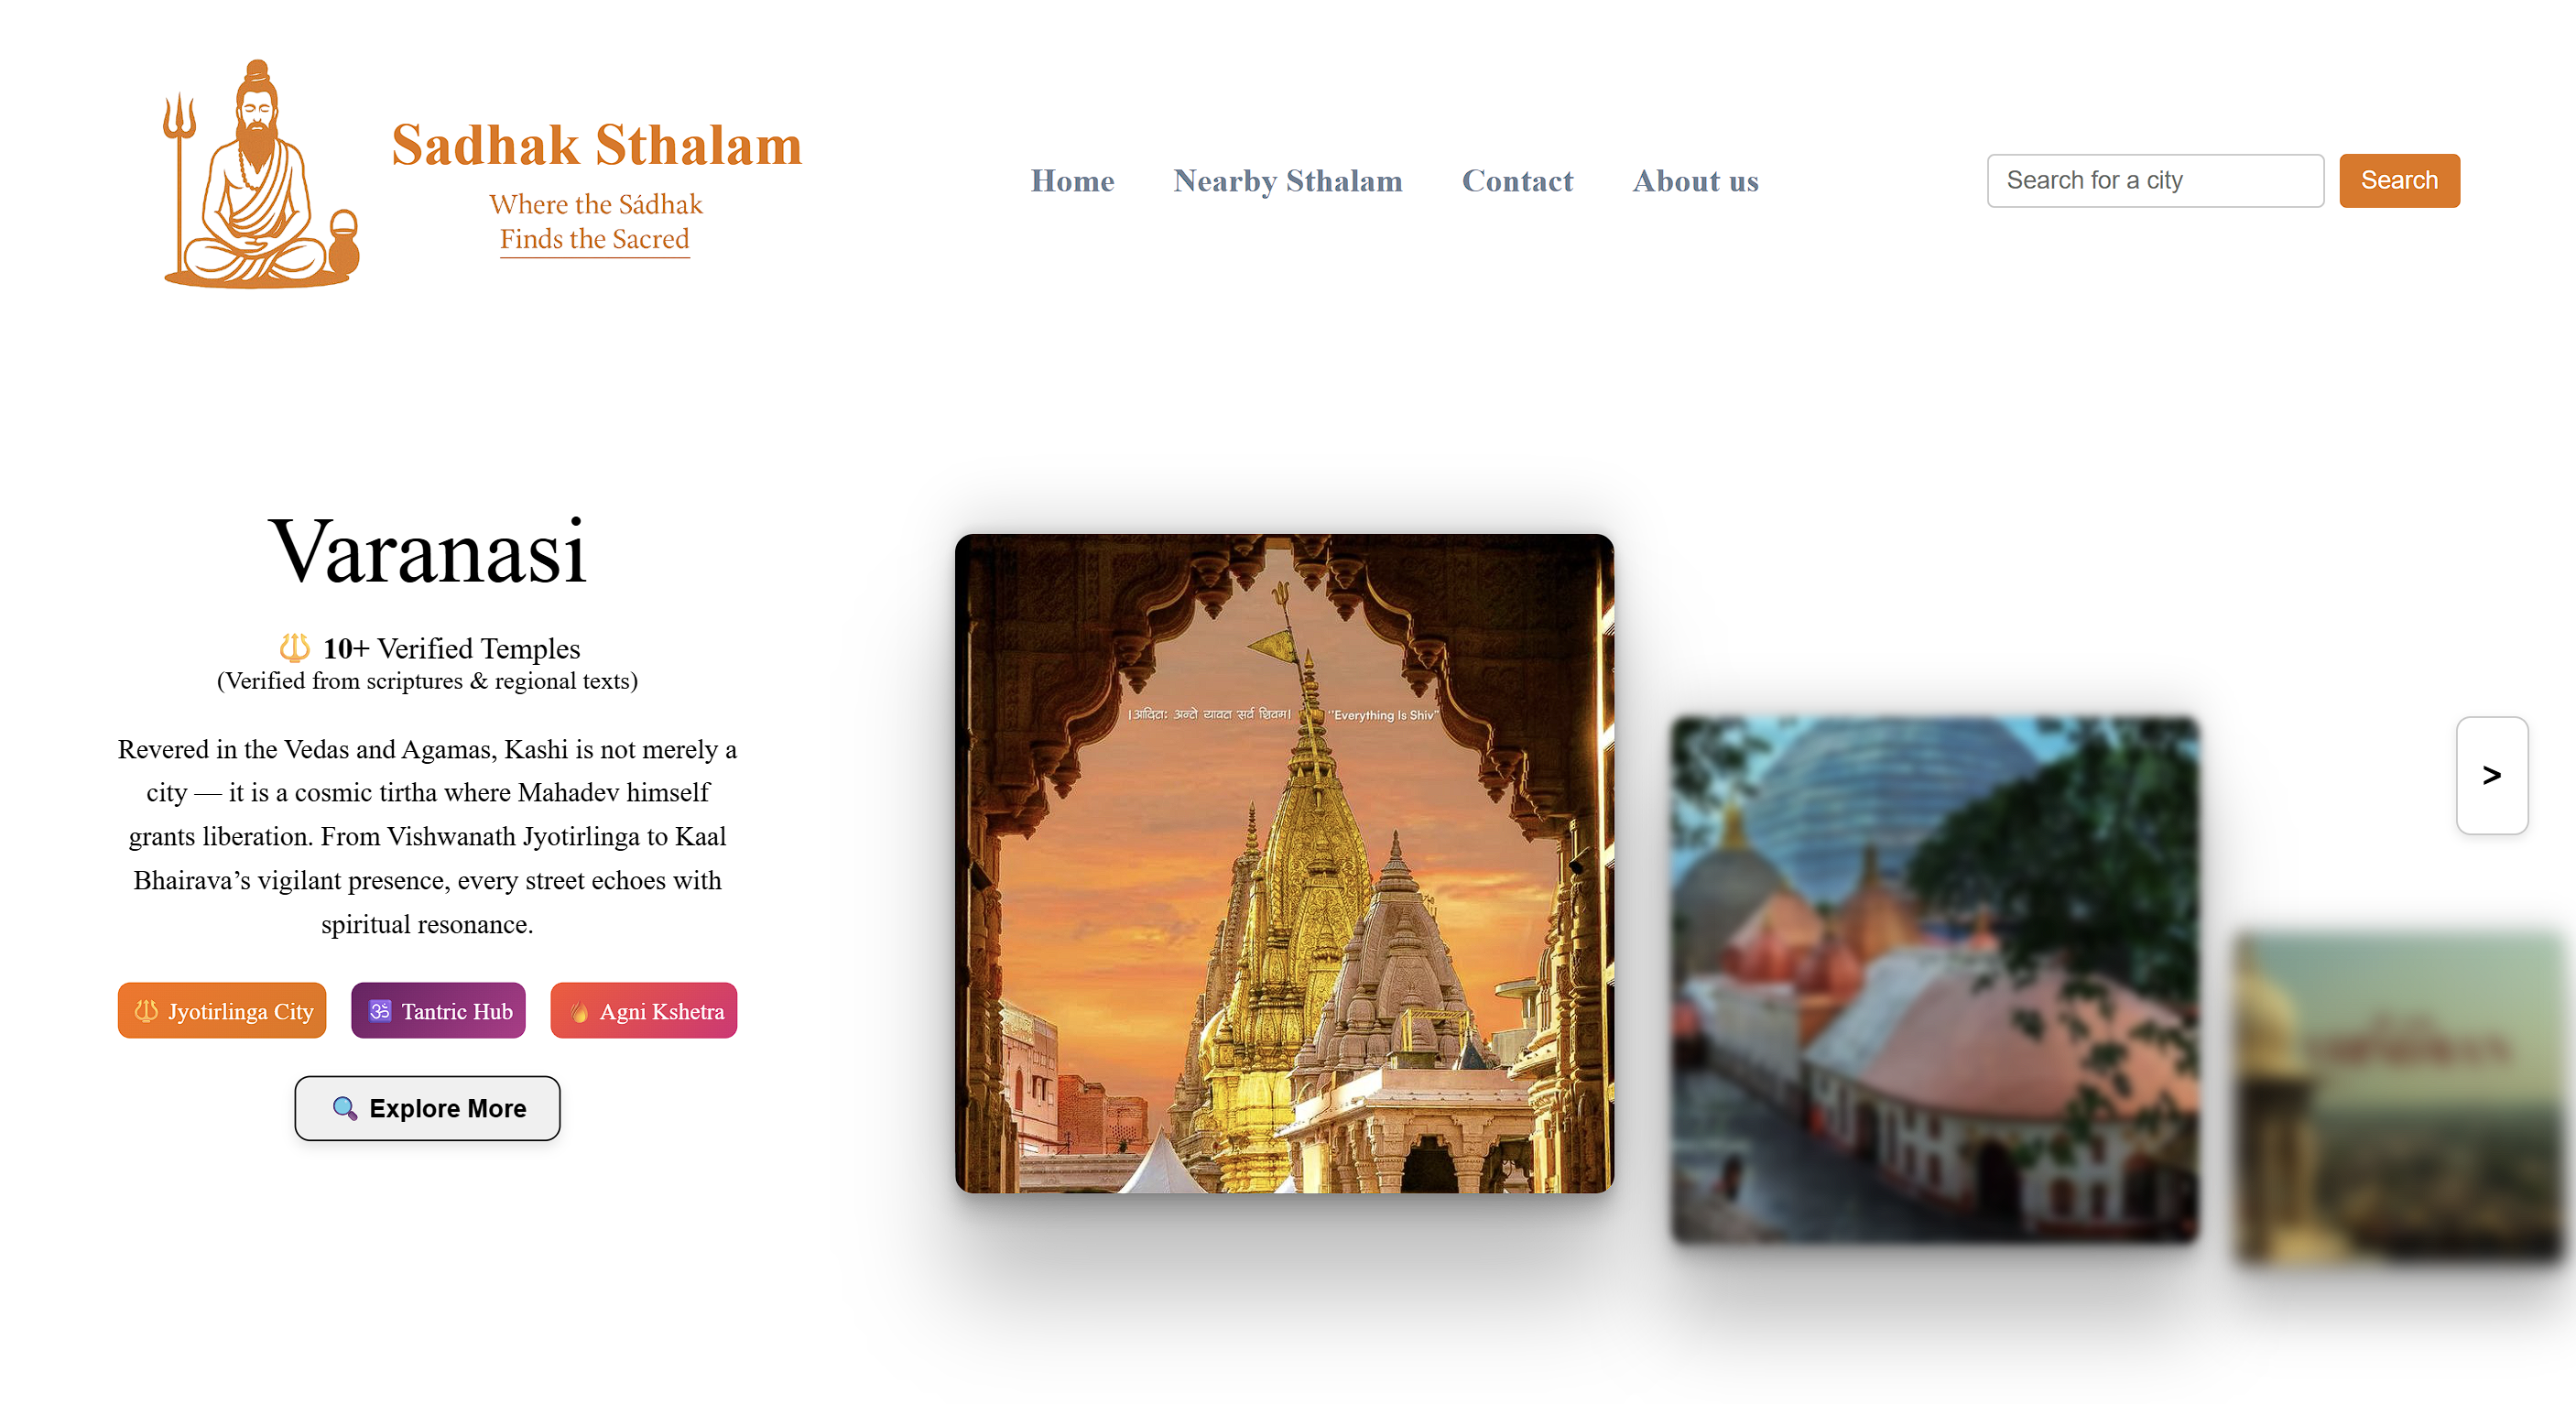 Sadhak Sthalam
Where the Sádhak
Finds the Sacred
Home
Nearby Sthalam
Contact
About us
Search for a city
Search
Varanasi
10+ Verified Temples
(Verified from scriptures & regional texts)
Revered in the Vedas and Agamas, Kashi is not merely a
city — it is a cosmic tirtha where Mahadev himself
grants liberation. From Vishwanath Jyotirlinga to Kaal
Bhairava’s vigilant presence, every street echoes with
spiritual resonance.
Jyotirlinga City
🕉 Tantric Hub
Agni Kshetra
Explore More
।आदितः अन्ते यावत सर्व शिवम। "Everything Is Shiv"
>